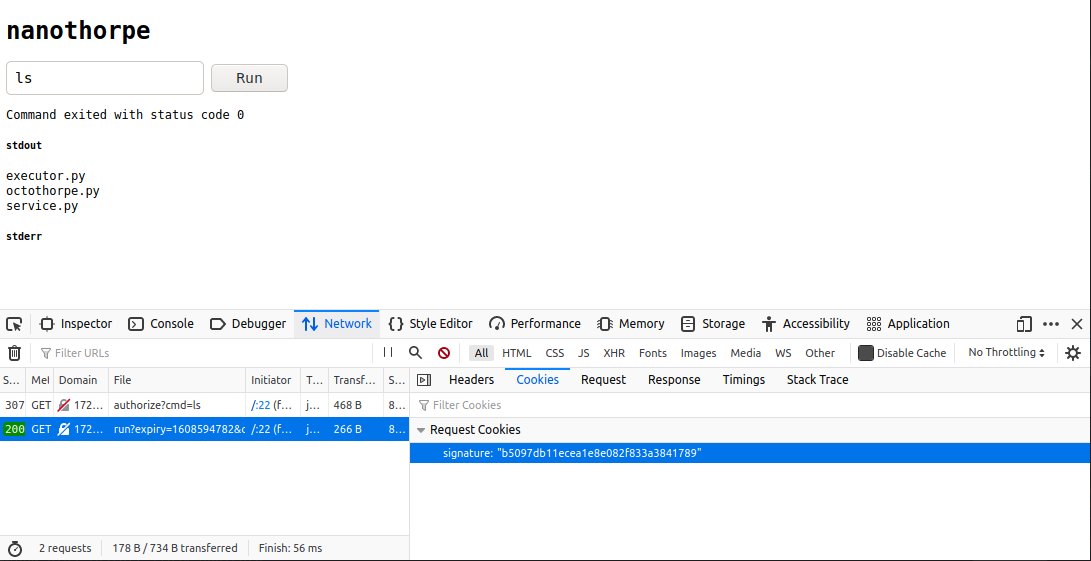 nanothorpe
ls Run
Command exited with status code 0
stdout
executor.py
octothorpe.py
service.py
stderr
Inspector Console Debugger Network Style Editor Performance Memory Storage Accessibility Application
Filter URLs All HTML CSS JS XHR Fonts Images Media WS Other Disable Cache No Throttling
S... Me Domain File Initiator T... Transf... S... Headers Cookies Request Response Timings Stack Trace
307 GET 172... authorize?cmd=ls /:22 (f... j... 468 B 8... Filter Cookies
200 GET 172... run?expiry=1608594782&c /:22 (f... j... 266 B 8... Request Cookies
signature: "b5097db11ecea1e8e082f833a3841789"
2 requests 178 B / 734 B transferred Finish: 56 ms